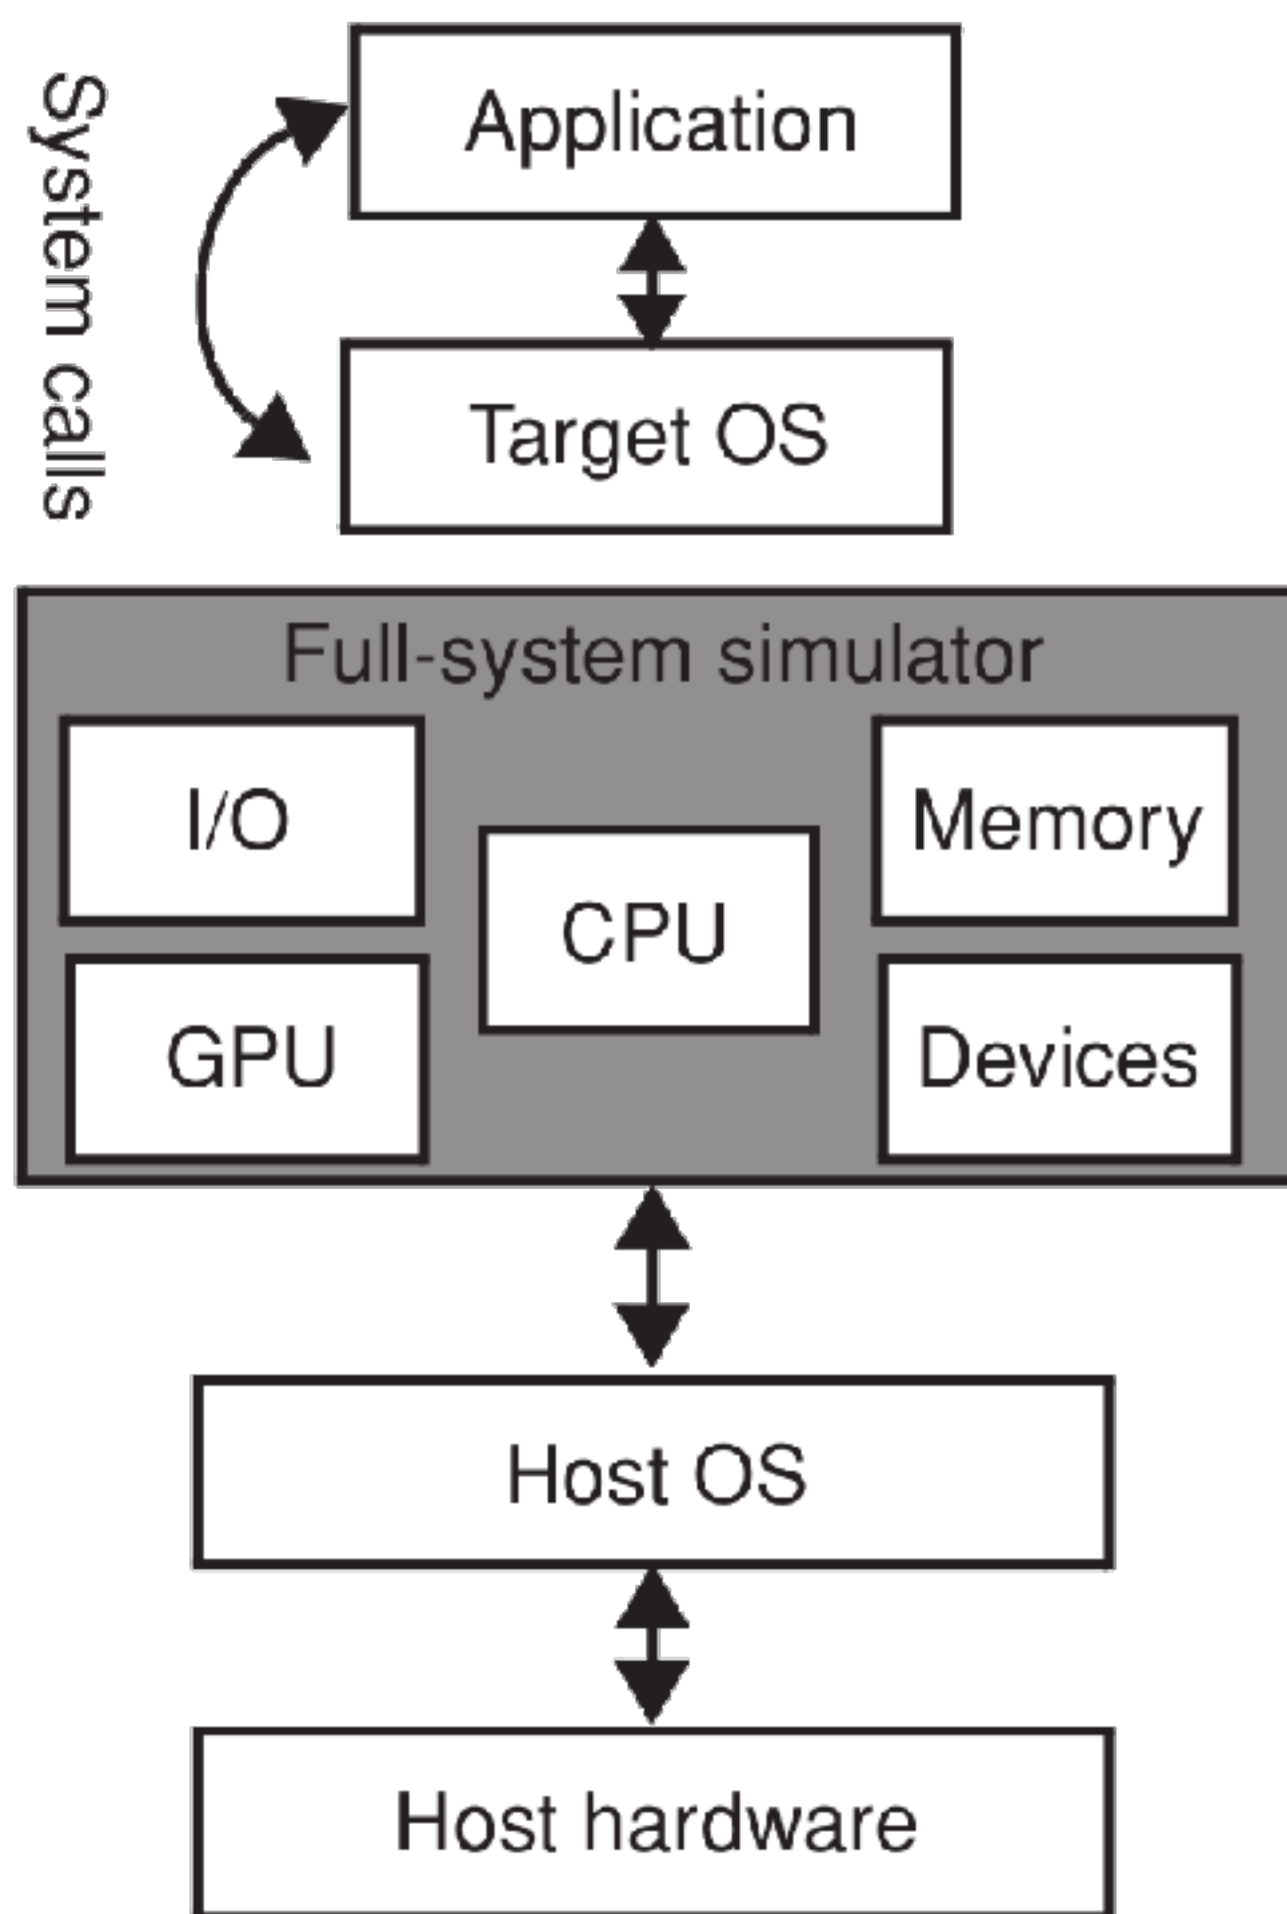 System calls
Application
Target OS
Full-system simulator
I/O
Memory
CPU
GPU
Devices
Host OS
Host hardware